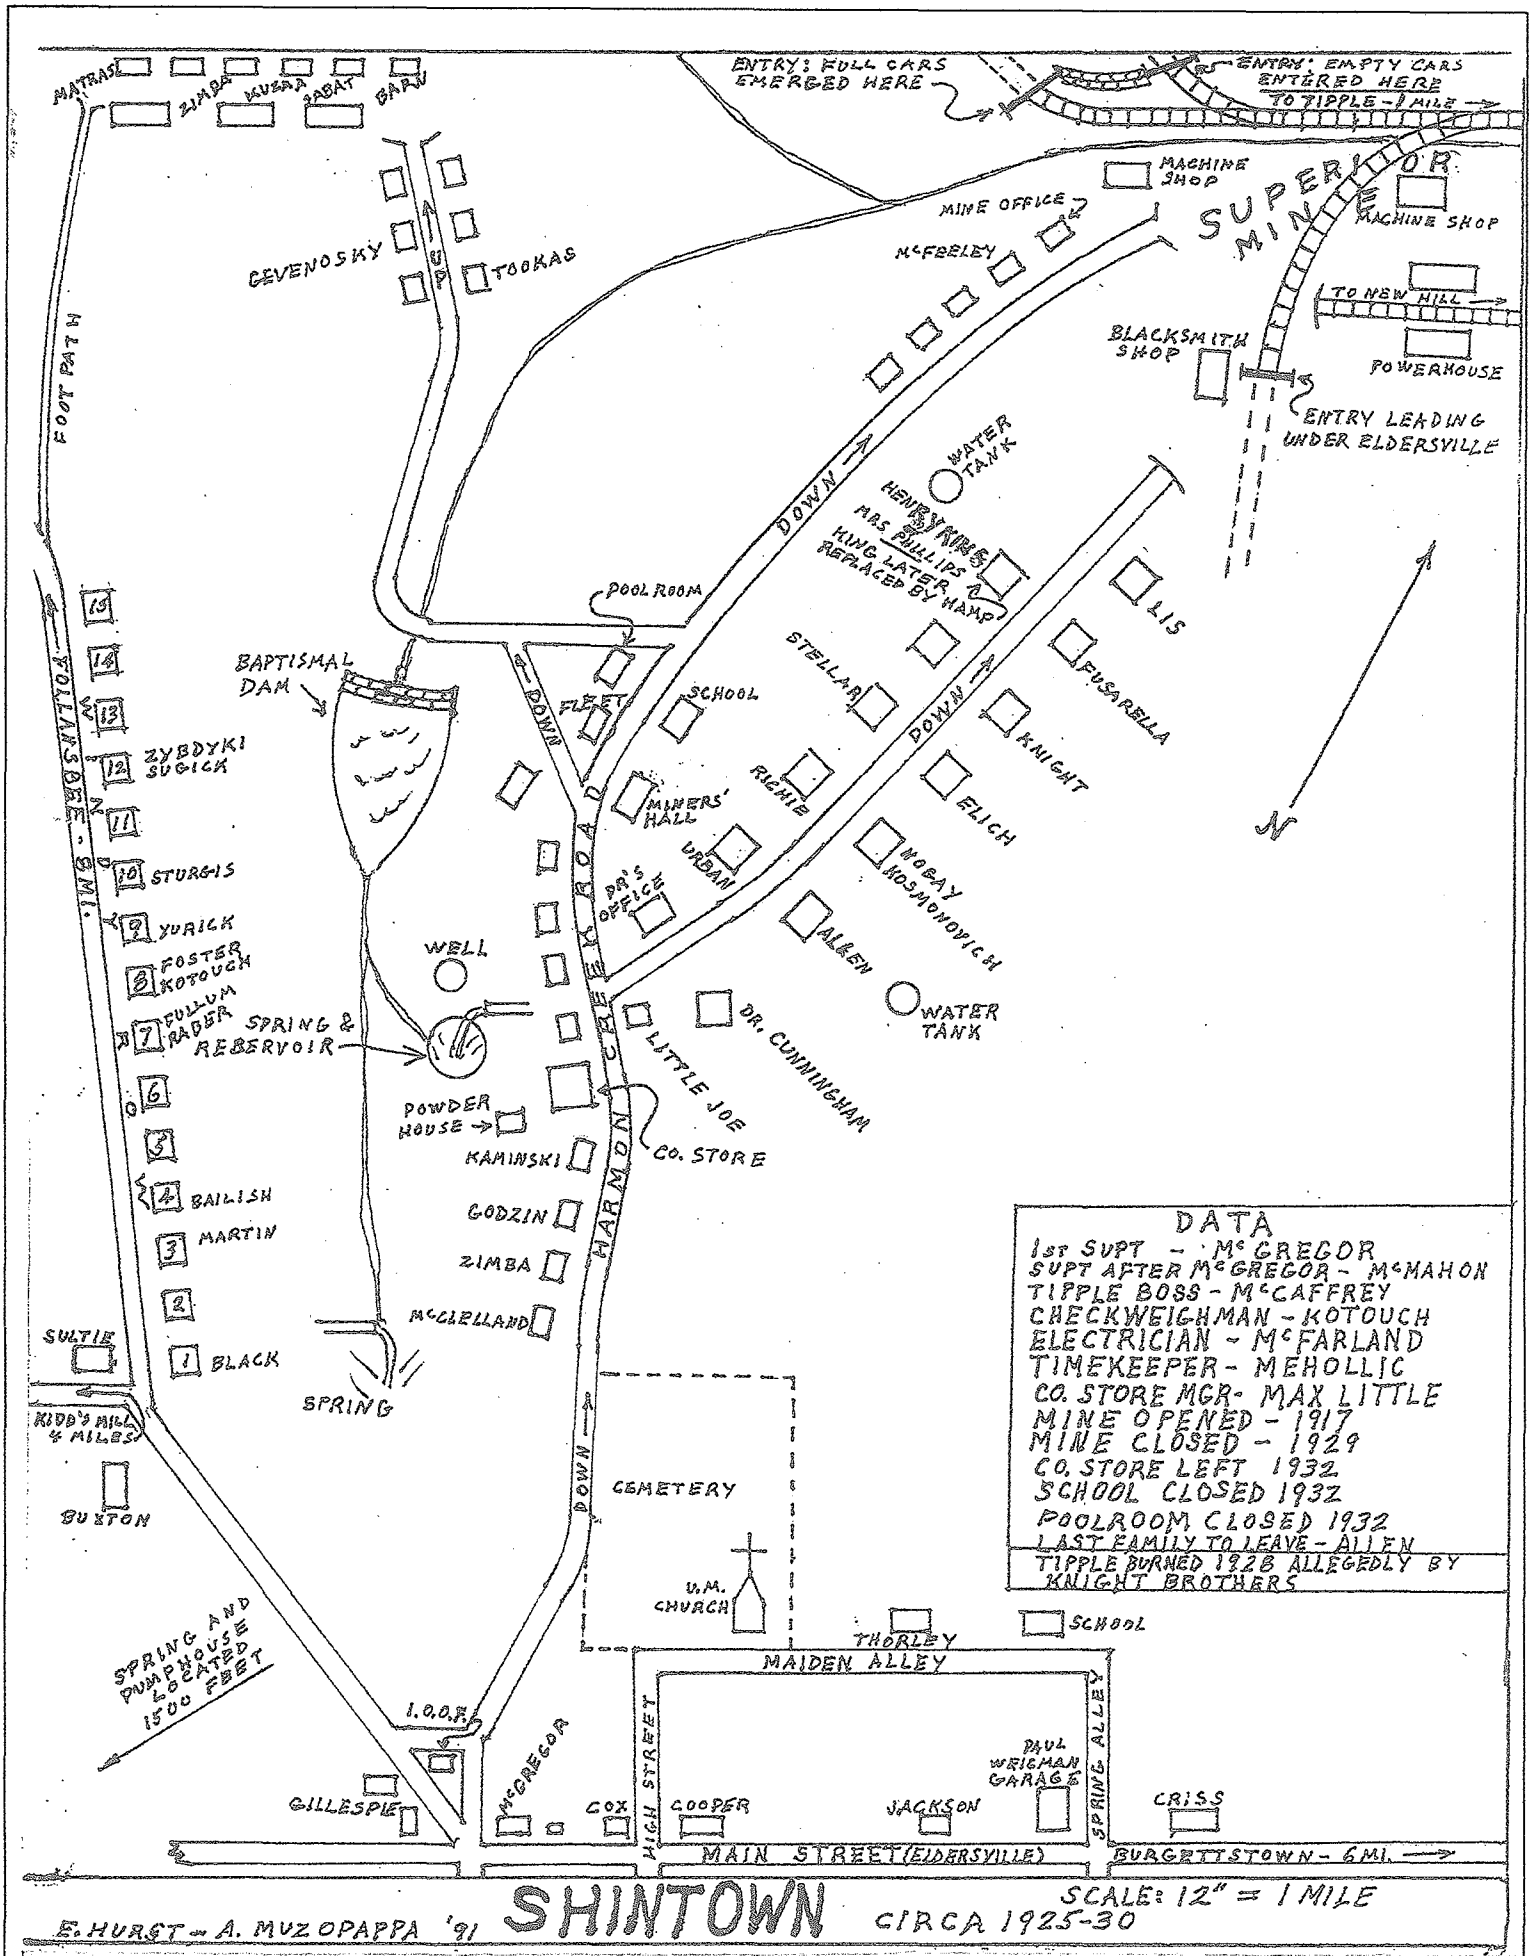 MATRAS
ZIMBA
KUZBA
SABAT
BARN
ENTRY: FULL CARS
EMERGED HERE
ENTRY: EMPTY CARS
ENTERED HERE
TO TIPPLE - 1 MILE
MACHINE
SHOP
SUPERIOR
MINE
MACHINE SHOP
MINE OFFICE
McFEELEY
GEVENOSKY
UP
TOOKAS
TO NEW HILL
BLACKSMITH
SHOP
POWERHOUSE
ENTRY LEADING
UNDER ELDERSVILLE
FOOT PATH
DOWN
WATER
TANK
HENRY KING
MRS. PHILLIPS
KING LATER
REPLACED BY HAMP
LIS
FUSARELLA
STELLAR
DOWN
KNIGHT
POOLROOM
BAPTISMAL
DAM
DOWN
FLEET
SCHOOL
RICHIE
ELICH
MINERS'
HALL
URBAN
NOGAY
KOSMONOVICH
DR'S
OFFICE
ALLEN
N
FOLLANSBEE - 8 MI.
WINDY ROW
15
14
13
12 ZYBDYKI
SUGICK
11
10 STURGIS
9 YURICK
8 FOSTER
KOTOUCH
7 FULLUM
RABER
6
5
4 BAILISH
3 MARTIN
2
1 BLACK
WELL
SPRING &
REBERVOIR
WATER
TANK
LITTLE JOE
DR. CUNNINGHAM
POWDER
HOUSE
CO. STORE
HARMON CREEK ROAD
KAMINSKI
GODZIN
ZIMBA
McCLELLAND
SPRING
SULTIE
KIDD'S MILL
4 MILES
BUXTON
DOWN
CEMETERY
U.M.
CHURCH
DATA
1ST SUPT - McGREGOR
SUPT AFTER McGREGOR - McMAHON
TIPPLE BOSS - McCAFFREY
CHECKWEIGHMAN - KOTOUCH
ELECTRICIAN - McFARLAND
TIMEKEEPER - MEHOLLIC
CO. STORE MGR - MAX LITTLE
MINE OPENED - 1917
MINE CLOSED - 1929
CO. STORE LEFT 1932
SCHOOL CLOSED 1932
POOLROOM CLOSED 1932
LAST FAMILY TO LEAVE - ALLEN
TIPPLE BURNED 1928 ALLEGEDLY BY
KNIGHT BROTHERS
SPRING AND
PUMPHOUSE
LOCATED
1500 FEET
THORLEY
SCHOOL
MAIDEN ALLEY
I.O.O.F.
HIGH STREET
SPRING ALLEY
PAUL
WEIGMAN
GARAGE
GILLESPIE
McGREGOR
COX
COOPER
JACKSON
CRISS
MAIN STREET (ELDERSVILLE)
BURGETTSTOWN - 6 MI.
SHINTOWN
SCALE: 12" = 1 MILE
CIRCA 1925-30
E. HURST - A. MUZOPAPPA '91